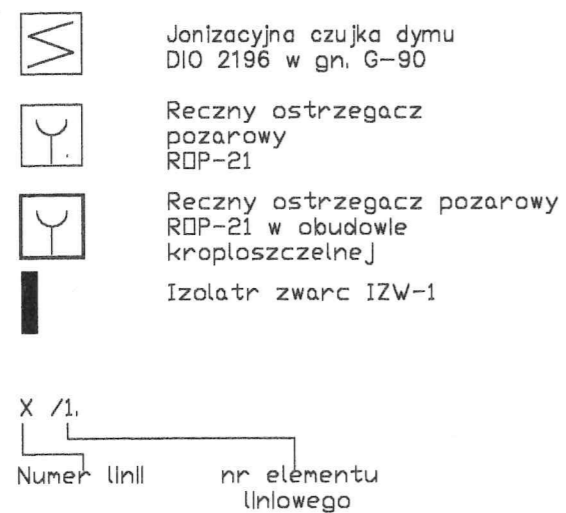 Jonizacyjna czujka dymu
DIO 2196 w gn. G-90
Reczny ostrzegacz
pozarowy
ROP-21
Reczny ostrzegacz pozarowy
ROP-21 w obudowie
kroploszczelnej
Izolatr zwarc IZW-1
X /1.
Numer linii
nr elementu
liniowego